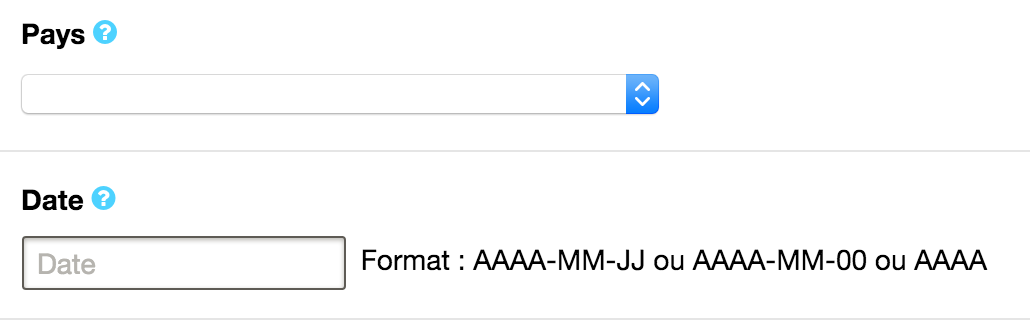 Pays ?
Date ?
Date Format : AAAA-MM-JJ ou AAAA-MM-00 ou AAAA